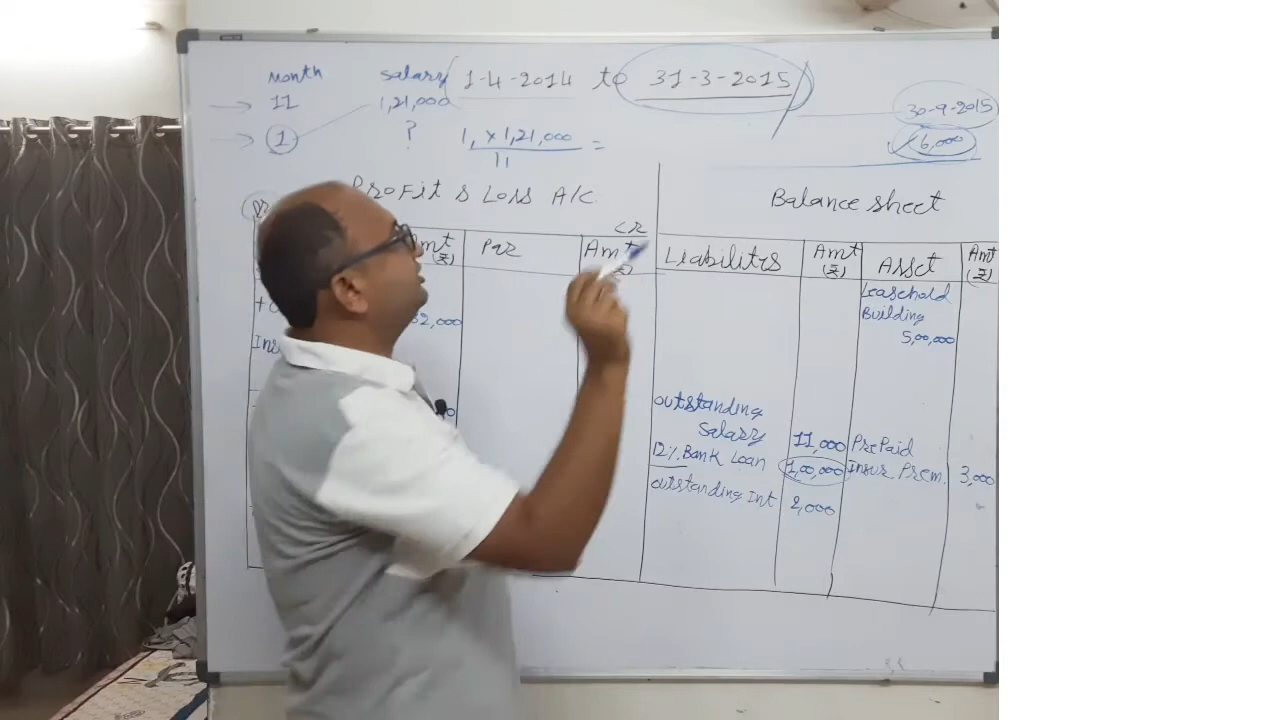 Month salary 1-4-2014 to 31-3-2015
→ 11 1,21,000
→ 1 ?
1 × 1,21,000 =
11
30-9-2015
6,000
Profit & Loss A/C
Balance sheet
CR
Amt (₹) Par Amt (₹)
32,000
Ins
Liabilities Amt (₹) Asset Amt (₹)
Leasehold
Building
5,00,000
outstanding
salary 11,000
12% Bank Loan 1,00,000
outstanding Int 2,000
PrePaid
Insur Prem. 3,000